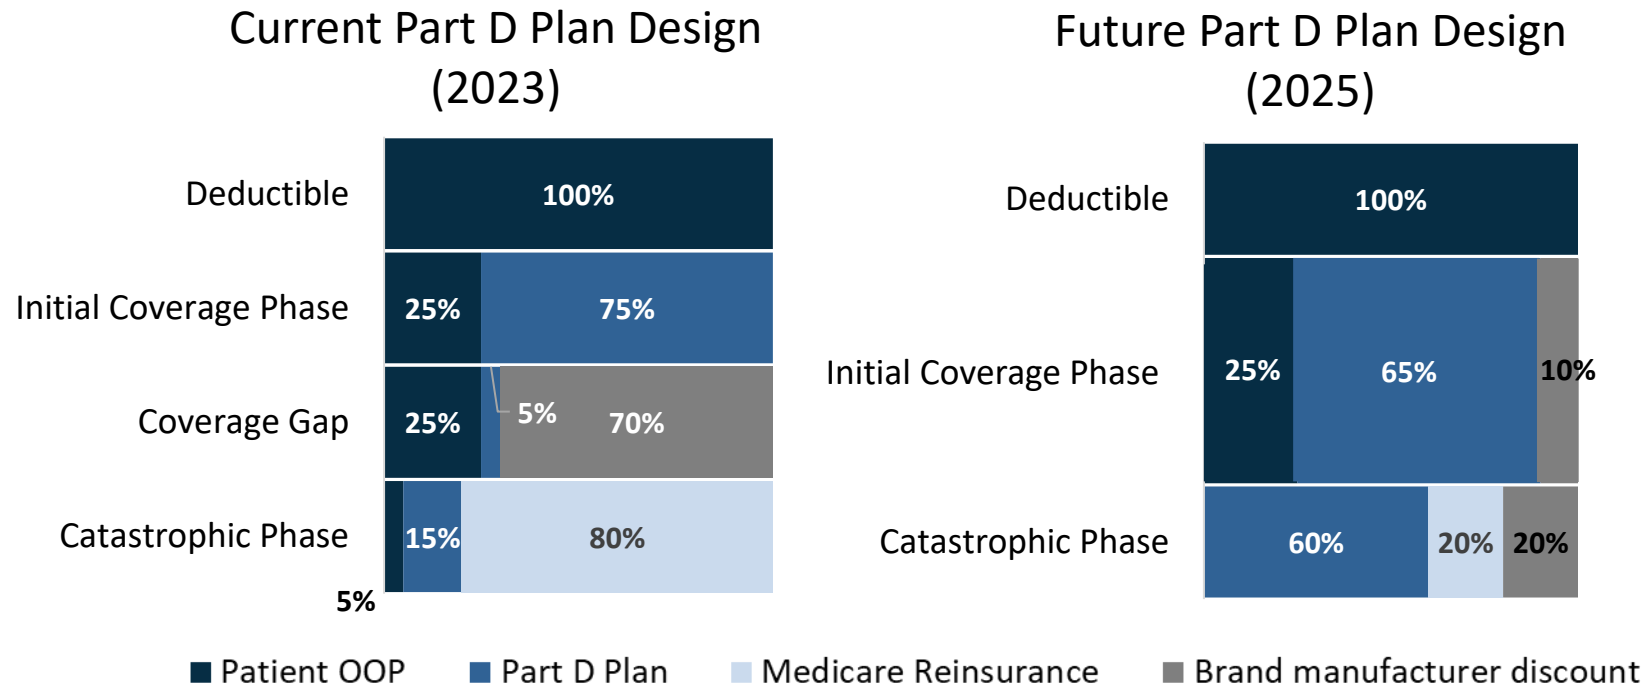 Current Part D Plan Design
(2023)
Deductible
100%
Initial Coverage Phase
25% 75%
Coverage Gap
25% 5% 70%
Catastrophic Phase
15% 80%
5%
Future Part D Plan Design
(2025)
Deductible
100%
Initial Coverage Phase
25% 65% 10%
Catastrophic Phase
60% 20% 20%
Patient OOP Part D Plan Medicare Reinsurance Brand manufacturer discount